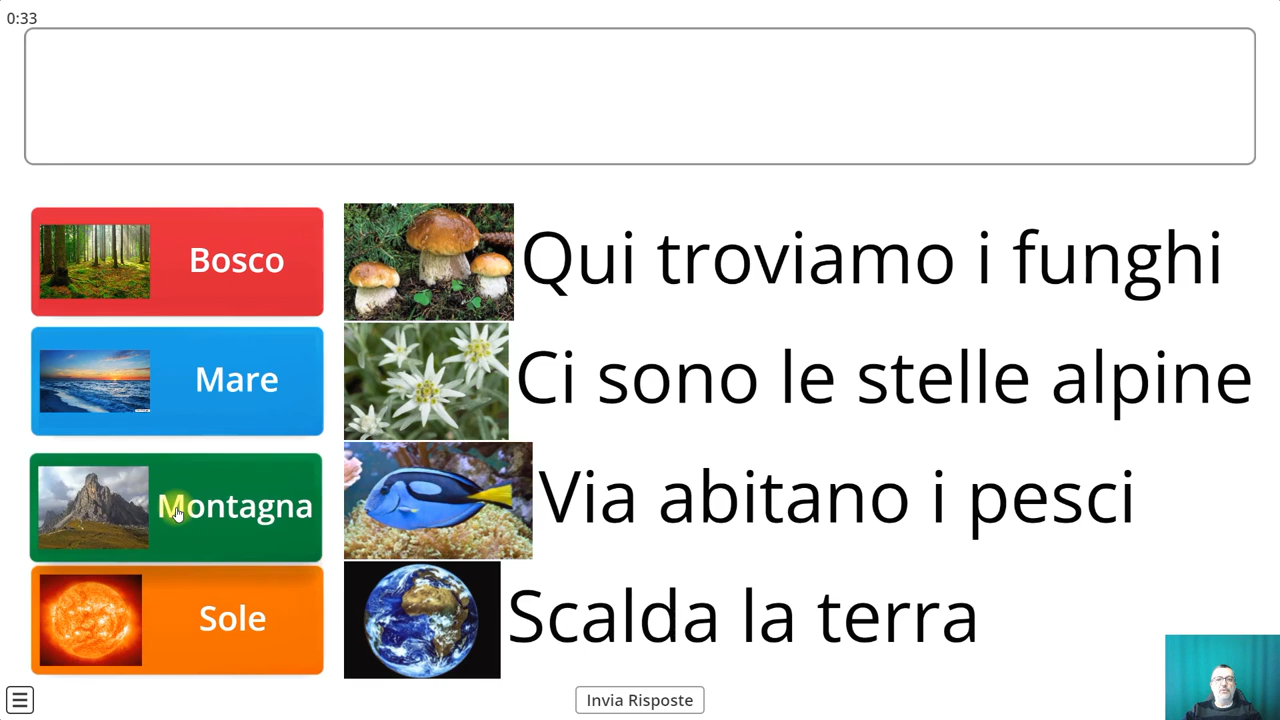 0:33
Bosco
Qui troviamo i funghi
Mare
Ci sono le stelle alpine
Montagna
Via abitano i pesci
Sole
Scalda la terra
Invia Risposte